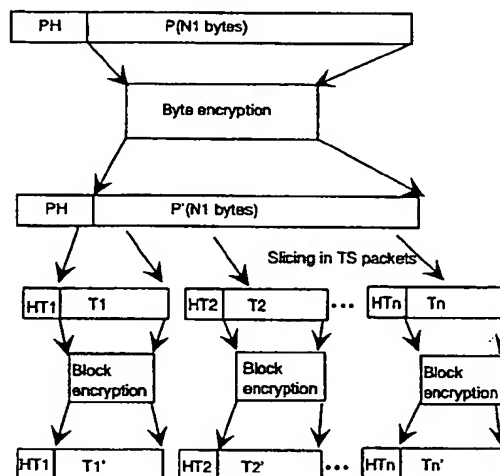 PH P(N1 bytes)
Byte encryption
PH P'(N1 bytes)
Slicing in TS packets
HT1 T1 HT2 T2 ••• HTn Tn
Block encryption Block encryption Block encryption
HT1 T1' HT2 T2' ••• HTn Tn'